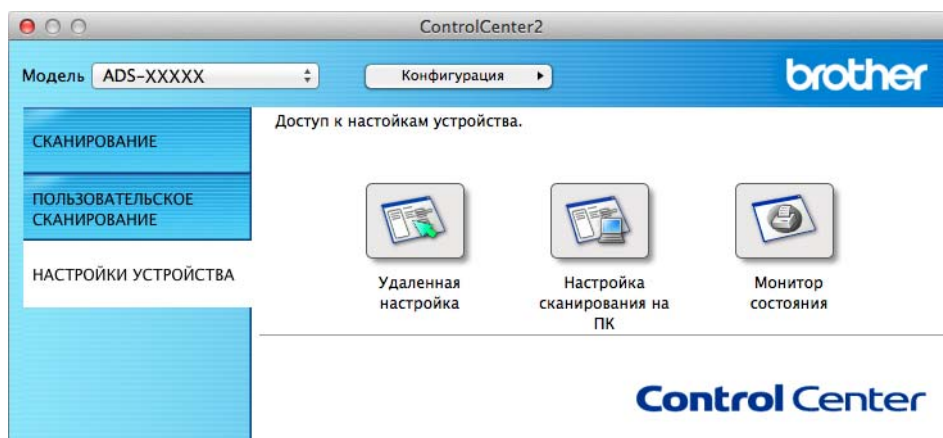 ControlCenter2
Модель ADS-XXXXX Конфигурация brother
СКАНИРОВАНИЕ
ПОЛЬЗОВАТЕЛЬСКОЕ
СКАНИРОВАНИЕ
НАСТРОЙКИ УСТРОЙСТВА
Доступ к настойкам устройства.
Удаленная
настройка
Настройка
сканирования на
ПК
Монитор
состояния
Control Center